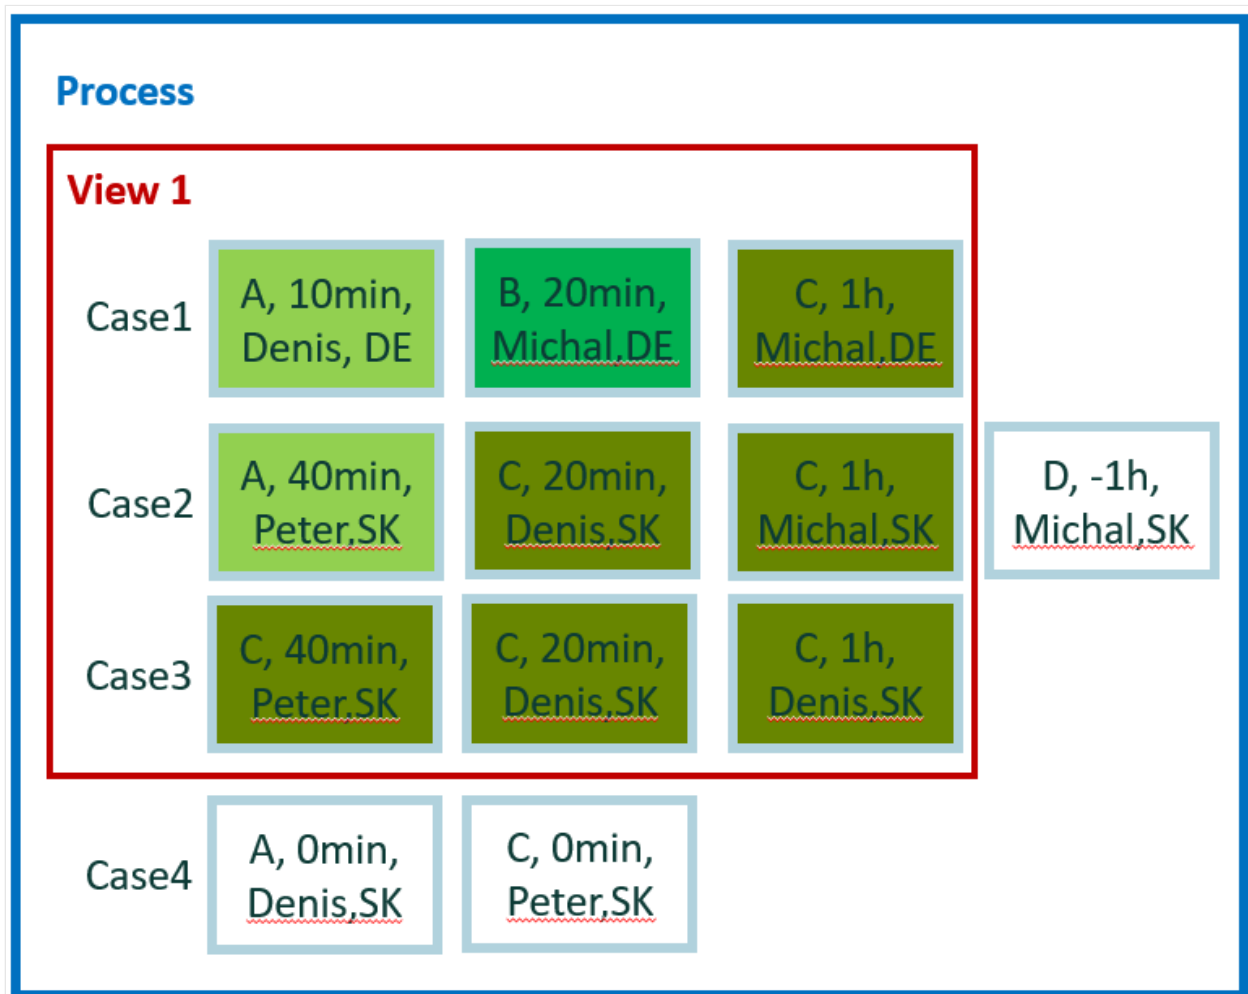 Process
View 1
Case1
A, 10min,
Denis, DE
B, 20min,
Michal,DE
C, 1h,
Michal,DE
Case2
A, 40min,
Peter,SK
C, 20min,
Denis,SK
C, 1h,
Michal,SK
D, -1h,
Michal,SK
Case3
C, 40min,
Peter,SK
C, 20min,
Denis,SK
C, 1h,
Denis,SK
Case4
A, 0min,
Denis,SK
C, 0min,
Peter,SK